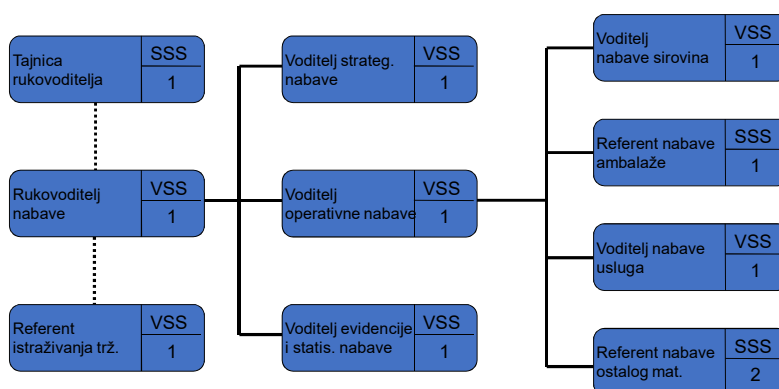 Tajnica
rukovoditelja
SSS
1
Rukovoditelj
nabave
VSS
1
Referent
istraživanja trž.
VSS
1
Voditelj strateg.
nabave
VSS
1
Voditelj
operativne nabave
VSS
1
Voditelj evidencije
i statis. nabave
VSS
1
Voditelj
nabave sirovina
VSS
1
Referent nabave
ambalaže
SSS
1
Voditelj nabave
usluga
VSS
1
Referent nabave
ostalog mat.
SSS
2